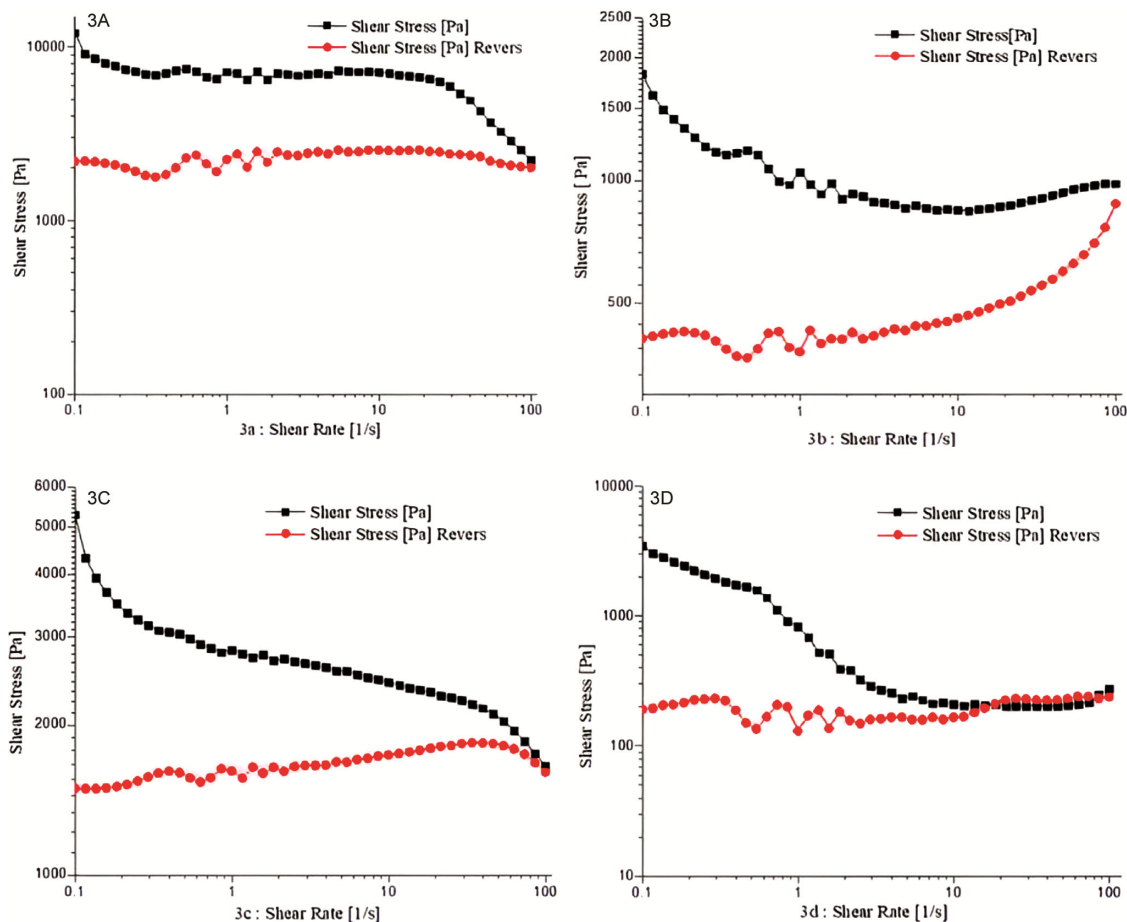 3A
Shear Stress [Pa]
Shear Stress [Pa] Revers
10000
1000
100
Shear Stress [Pa]
0.1
1
10
100
3a : Shear Rate [1/s]
3B
Shear Stress[Pa]
Shear Stress [Pa] Revers
2500
2000
1500
1000
500
Shear Stress [ Pa]
0.1
1
10
100
3b : Shear Rate [1/s]
3C
Shear Stress [Pa]
Shear Stress [Pa] Revers
6000
5000
4000
3000
2000
1000
Shear Stress [Pa]
0.1
1
10
100
3c : Shear Rate [1/s]
3D
Shear Stress [Pa]
Shear Stress [Pa] Revers
10000
1000
100
10
Shear Stress [Pa]
0.1
1
10
100
3d : Shear Rate [1/s]